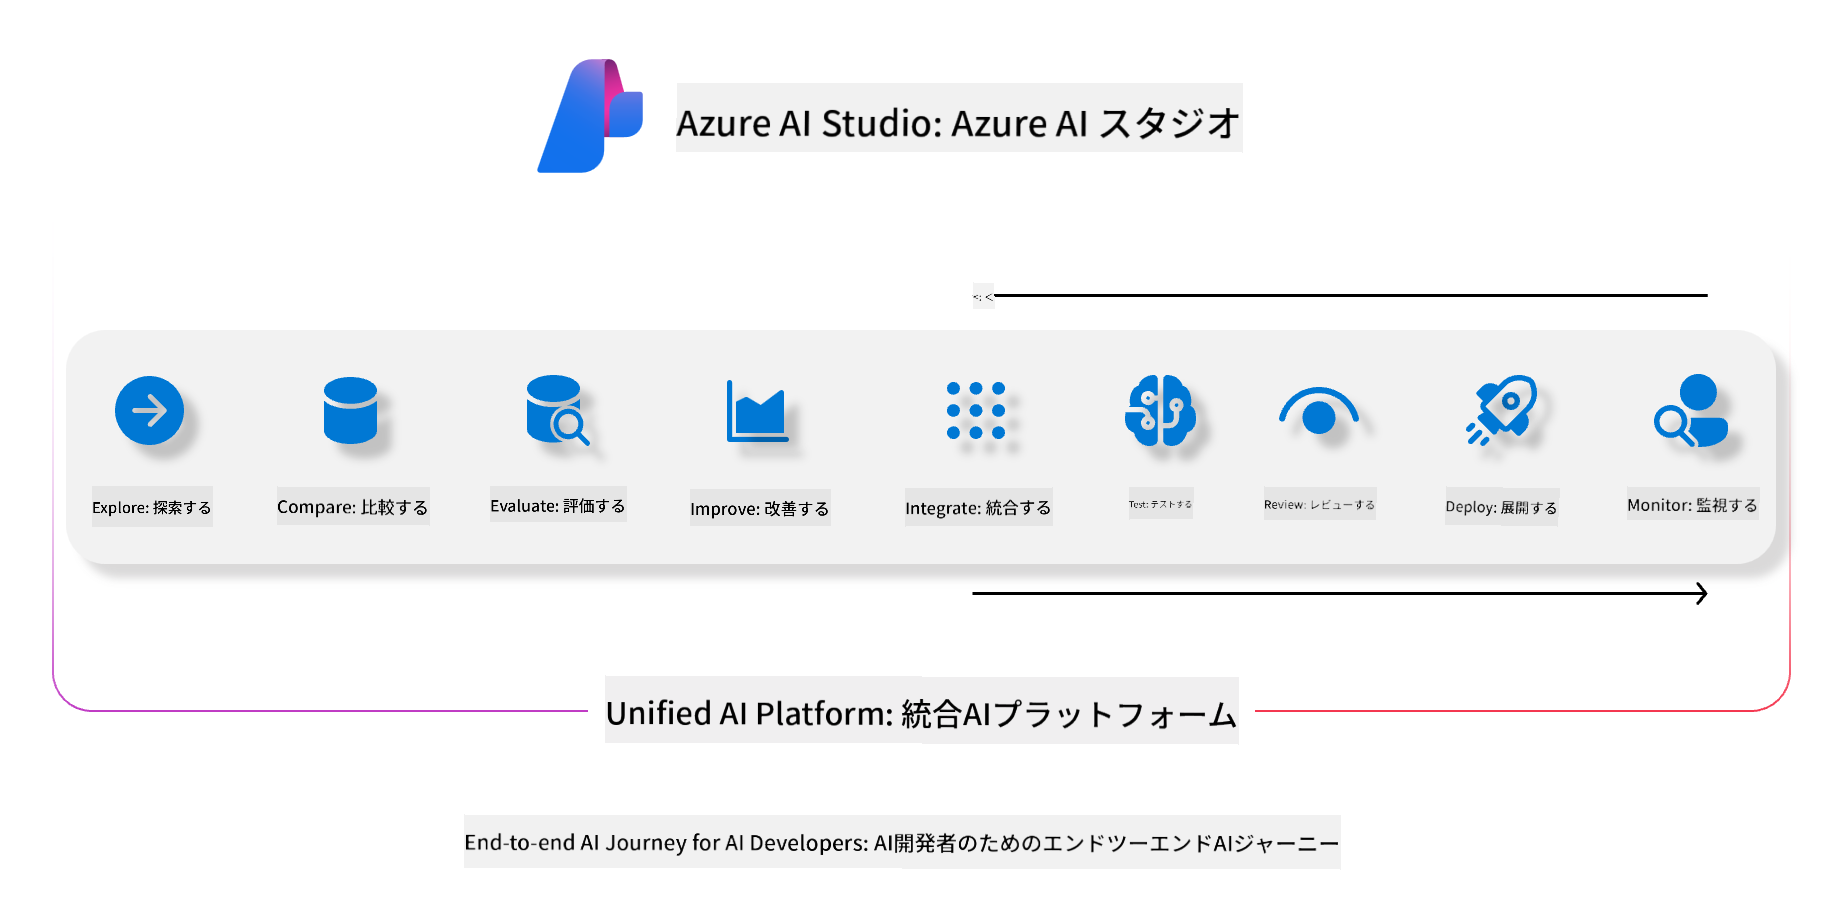 Azure AI Studio: Azure AI スタジオ
<: <
Explore: 探索する
Compare: 比較する
Evaluate: 評価する
Improve: 改善する
Integrate: 統合する
Test: テストする
Review: レビューする
Deploy: 展開する
Monitor: 監視する
Unified AI Platform: 統合AIプラットフォーム
End-to-end AI Journey for AI Developers: AI開発者のためのエンドツーエンドAIジャーニー